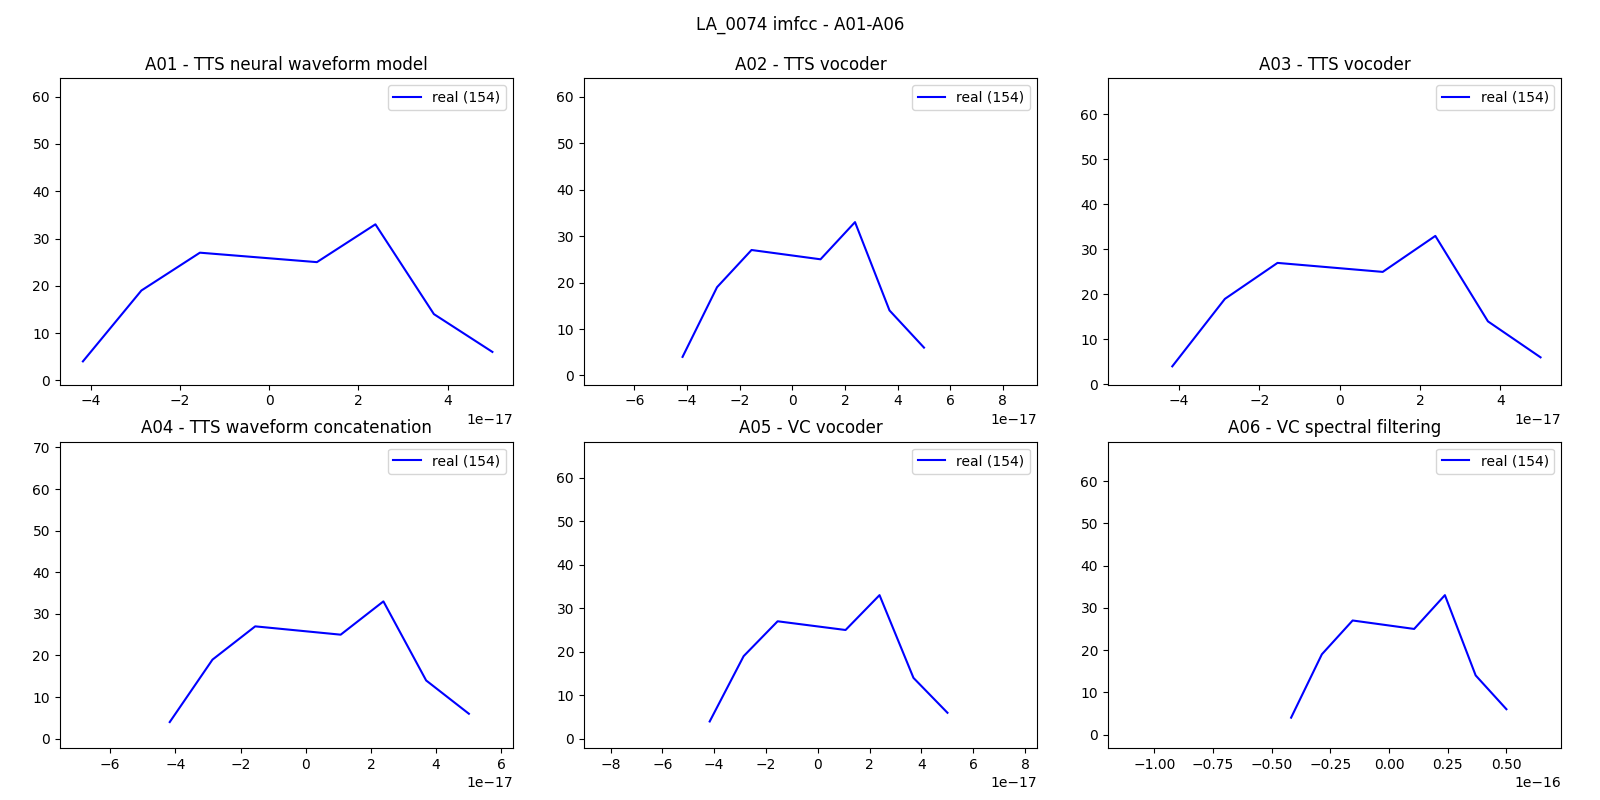 LA_0074 imfcc - A01-A06
A01 - TTS neural waveform model
real (154)
60
50
40
30
20
10
0
−4 −2 0 2 4
1e−17
A02 - TTS vocoder
real (154)
60
50
40
30
20
10
0
−6 −4 −2 0 2 4 6 8
1e−17
A03 - TTS vocoder
real (154)
60
50
40
30
20
10
0
−4 −2 0 2 4
1e−17
A04 - TTS waveform concatenation
real (154)
70
60
50
40
30
20
10
0
−6 −4 −2 0 2 4 6
1e−17
A05 - VC vocoder
real (154)
60
50
40
30
20
10
0
−8 −6 −4 −2 0 2 4 6 8
1e−17
A06 - VC spectral filtering
real (154)
60
50
40
30
20
10
0
−1.00 −0.75 −0.50 −0.25 0.00 0.25 0.50
1e−16